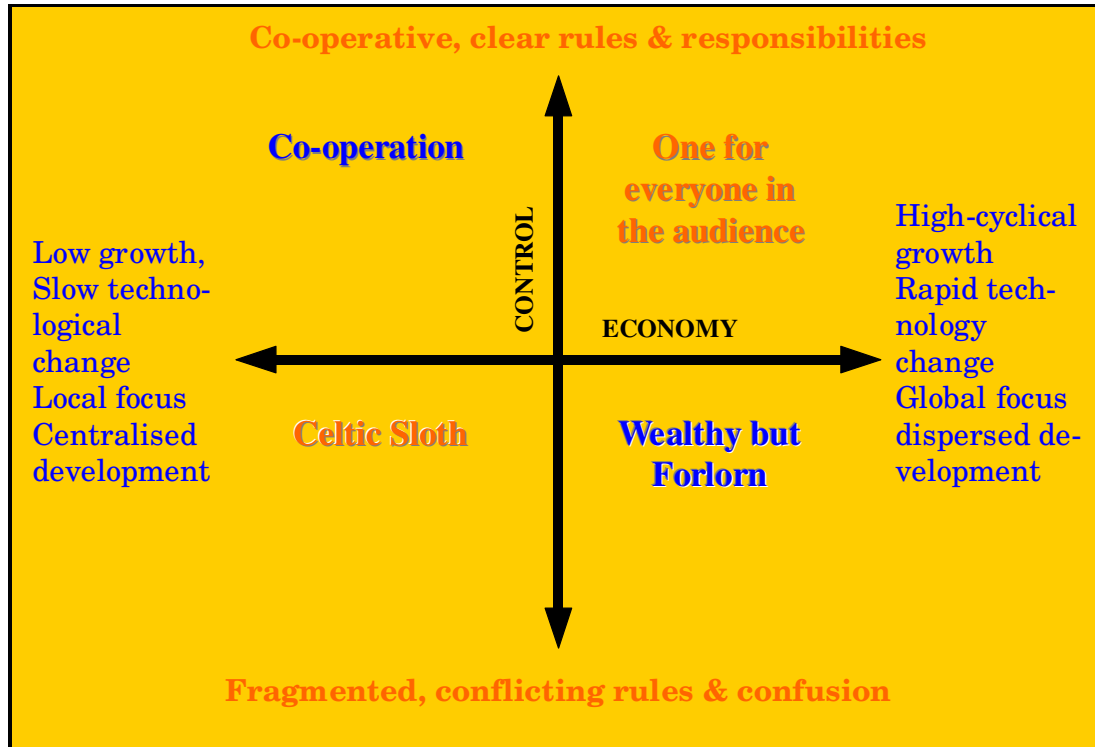 Co-operative, clear rules & responsibilities
Co-operation
One for
everyone in
the audience
CONTROL
ECONOMY
Low growth,
Slow techno-
logical
change
Local focus
Centralised
development
High-cyclical
growth
Rapid tech-
nology
change
Global focus
dispersed de-
velopment
Celtic Sloth
Wealthy but
Forlorn
Fragmented, conflicting rules & confusion